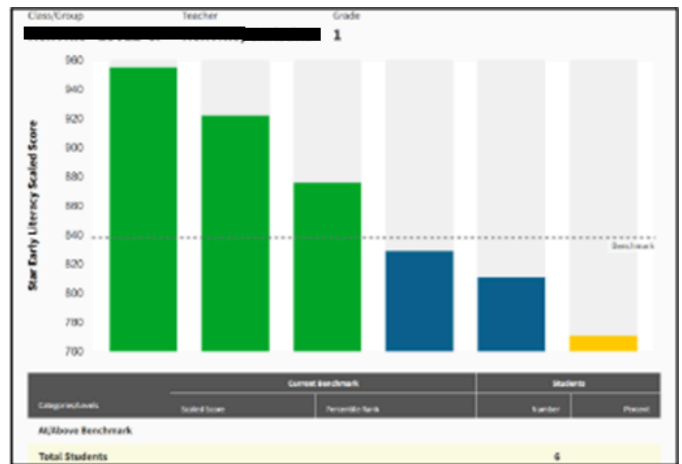 Class/Group Teacher Grade
1
960
940
920
900
880
860
840
820
800
780
760
Star Early Literacy Scaled Score
Benchmark
Current Benchmark Students
Categories/Levels Scaled Score Percentile Rank Number Percent
At/Above Benchmark
Total Students 6